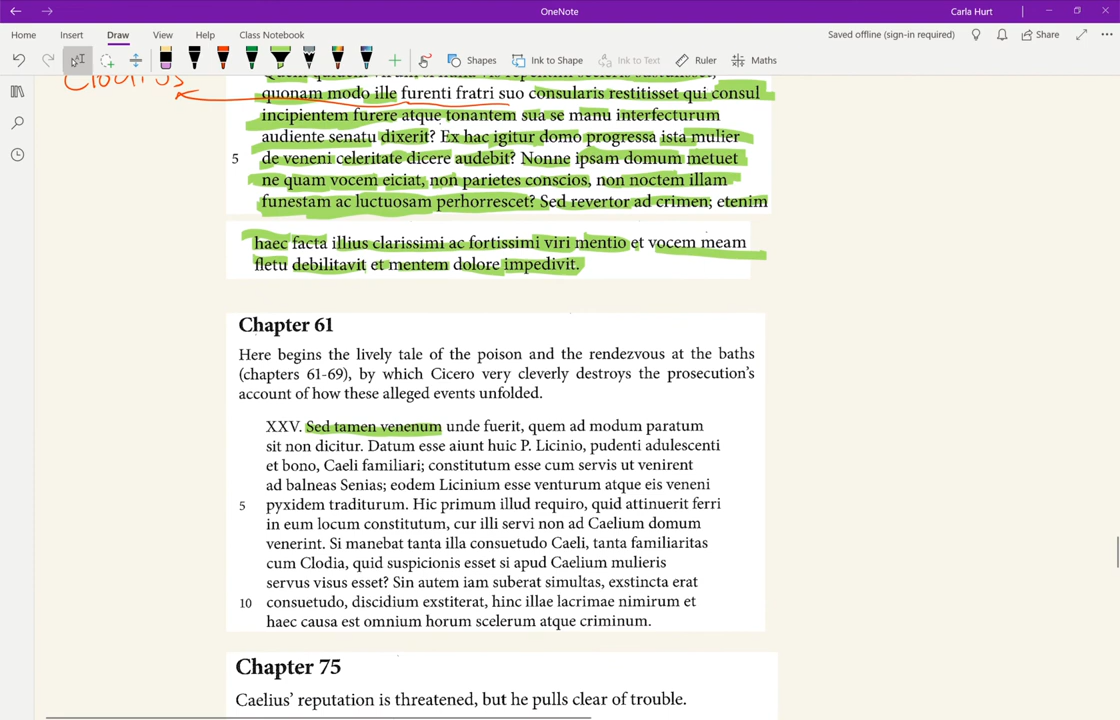 OneNote
Carla Hurt
Home Insert Draw View Help Class Notebook
Saved offline (sign-in required)
Share
Shapes
Ink to Shape
Ink to Text
Ruler
Maths
Clodius
quonam modo ille furenti fratri suo consularis restitisset qui consul
incipientem furere atque tonantem sua se manu interfecturum
audiente senatu dixerit? Ex hac igitur domo progressa ista mulier
5 de veneni celeritate dicere audebit? Nonne ipsam domum metuet
ne quam vocem eiciat, non parietes conscios, non noctem illam
funestam ac luctuosam perhorrescet? Sed revertor ad crimen; etenim
haec facta illius clarissimi ac fortissimi viri mentio et vocem meam
fletu debilitavit et mentem dolore impedivit.
Chapter 61
Here begins the lively tale of the poison and the rendezvous at the baths
(chapters 61-69), by which Cicero very cleverly destroys the prosecution's
account of how these alleged events unfolded.
XXV. Sed tamen venenum unde fuerit, quem ad modum paratum
sit non dicitur. Datum esse aiunt huic P. Licinio, pudenti adulescenti
et bono, Caeli familiari; constitutum esse cum servis ut venirent
ad balneas Senias; eodem Licinium esse venturum atque eis veneni
5 pyxidem traditurum. Hic primum illud requiro, quid attinuerit ferri
in eum locum constitutum, cur illi servi non ad Caelium domum
venerint. Si manebat tanta illa consuetudo Caeli, tanta familiaritas
cum Clodia, quid suspicionis esset si apud Caelium mulieris
servus visus esset? Sin autem iam suberat simultas, exstincta erat
10 consuetudo, discidium exstiterat, hinc illae lacrimae nimirum et
haec causa est omnium horum scelerum atque criminum.
Chapter 75
Caelius' reputation is threatened, but he pulls clear of trouble.